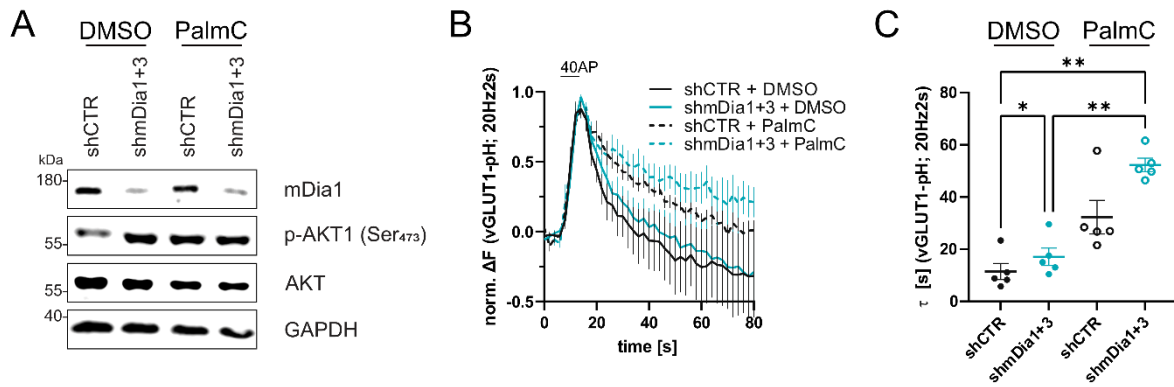 A
DMSO PalmC
shCTR shmDia1+3 shCTR shmDia1+3
kDa
180 mDia1
55 p-AKT1 (Ser473)
55 AKT
40 GAPDH
B
40AP
shCTR + DMSO
shmDia1+3 + DMSO
shCTR + PalmC
shmDia1+3 + PalmC
norm. ΔF (vGLUT1-pH; 20Hz2s)
1.0
0.5
0.0
-0.5
0 20 40 60 80
time [s]
C
DMSO PalmC
**
* **
τ [s] (vGLUT1-pH; 20Hz2s)
80
60
40
20
0
shCTR shmDia1+3 shCTR shmDia1+3